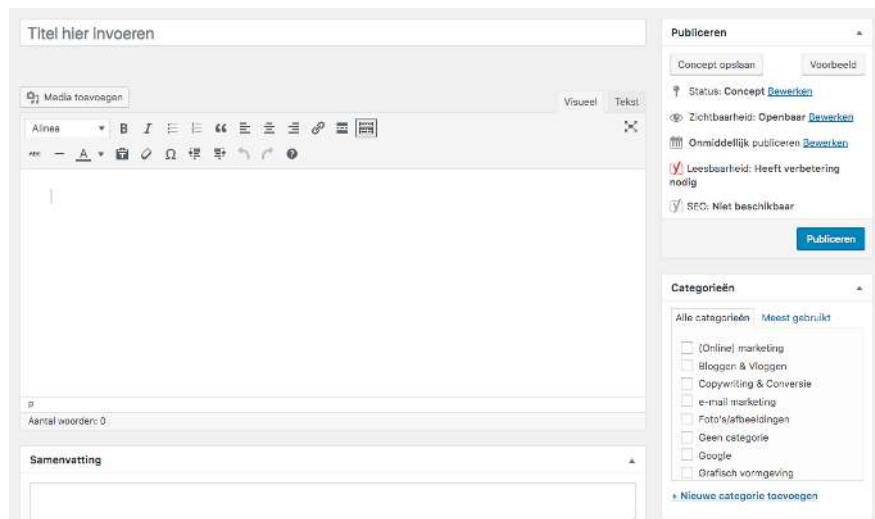 Titel hier invoeren
Media toevoegen
Visueel Tekst
Alinea B I
A Ω
p
Aantal woorden: 0
Samenvatting
Publiceren
Concept opslaan Voorbeeld
Status: Concept Bewerken
Zichtbaarheid: Openbaar Bewerken
Onmiddellijk publiceren Bewerken
Leesbaarheid: Heeft verbetering
nodig
SEO: Niet beschikbaar
Publiceren
Categorieën
Alle categorieën Meest gebruikt
(Online) marketing
Bloggen & Vloggen
Copywriting & Conversie
e-mail marketing
Foto's/afbeeldingen
Geen categorie
Google
Grafisch vormgeving
+ Nieuwe categorie toevoegen